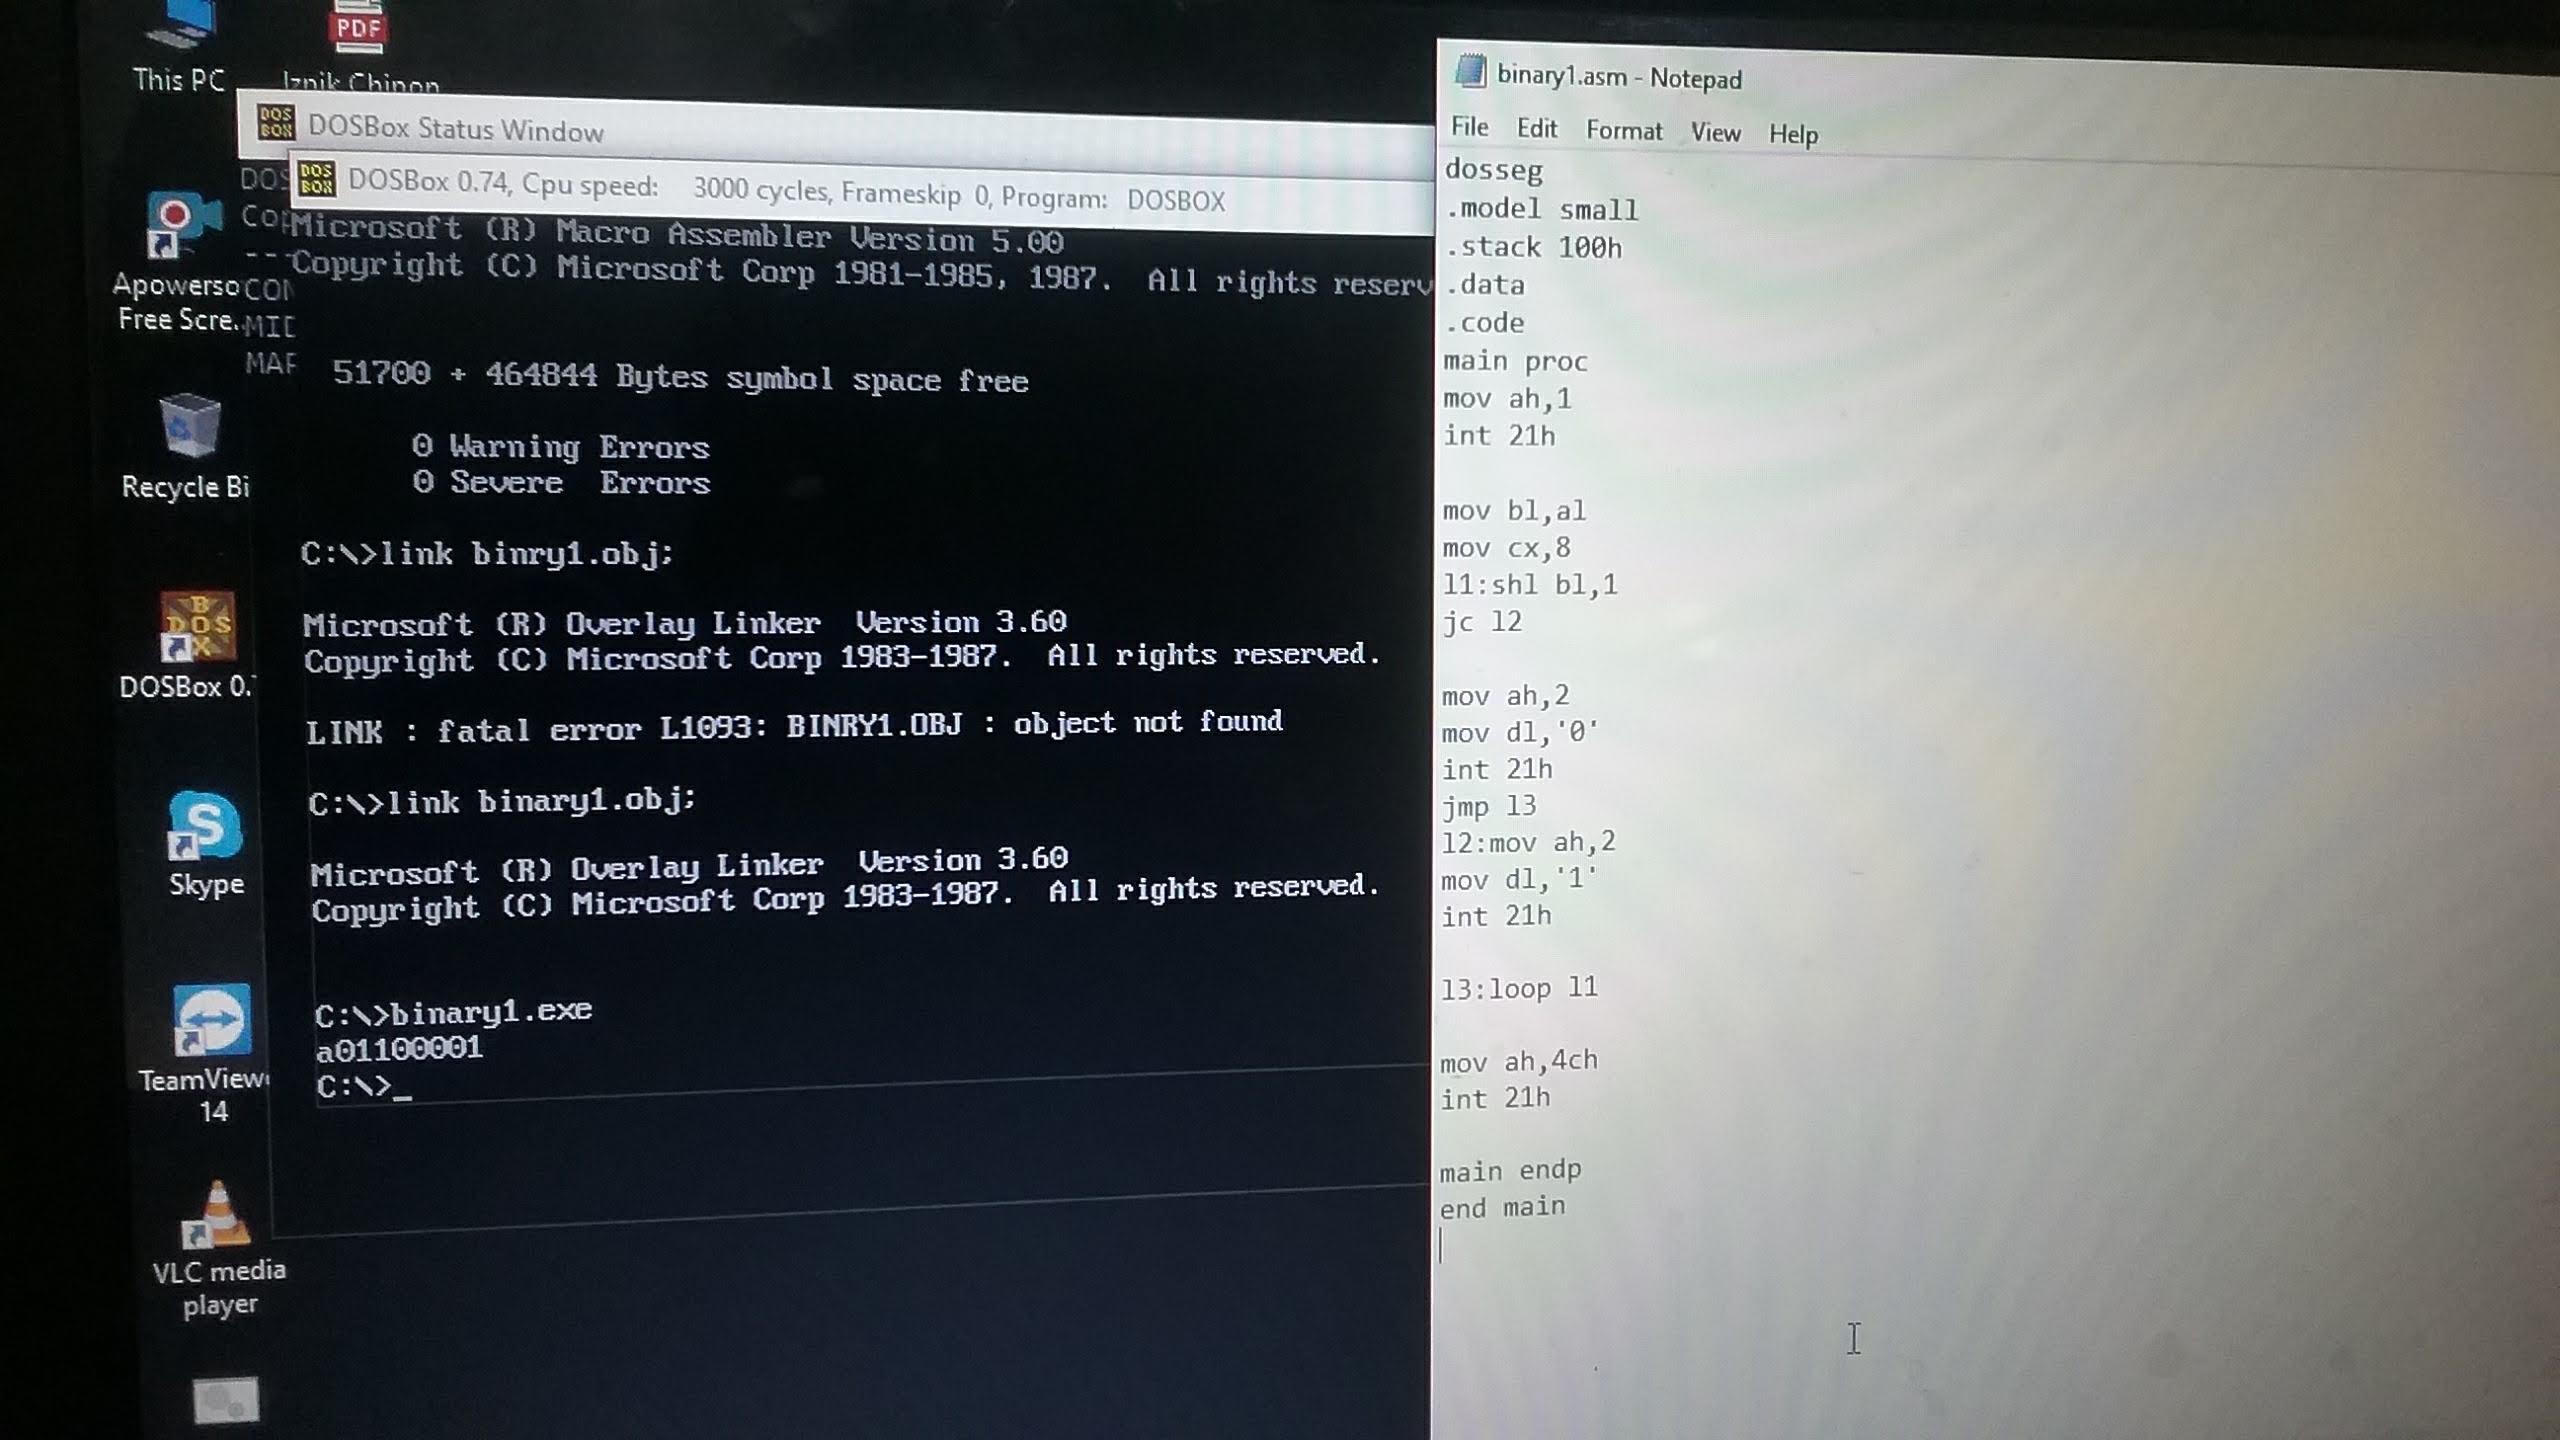 This PC
PDF
Iznik Chinon
Apowerso
Free Scre.
Recycle Bi
DOSBox 0.
Skype
TeamView
14
VLC media
player
DOSBox Status Window
DOS
CON
MID
DOSBox 0.74, Cpu speed: 3000 cycles, Frameskip 0, Program: DOSBOX
Microsoft (R) Macro Assembler Version 5.00
Copyright (C) Microsoft Corp 1981-1985, 1987. All rights reserv
51700 + 464844 Bytes symbol space free
0 Warning Errors
0 Severe Errors
C:\>link binry1.obj;
Microsoft (R) Overlay Linker Version 3.60
Copyright (C) Microsoft Corp 1983-1987. All rights reserved.
LINK : fatal error L1093: BINRY1.OBJ : object not found
C:\>link binary1.obj;
Microsoft (R) Overlay Linker Version 3.60
Copyright (C) Microsoft Corp 1983-1987. All rights reserved.
C:\>binary1.exe
a01100001
C:\>_
binary1.asm - Notepad
File Edit Format View Help
dosseg
.model small
.stack 100h
.data
.code
main proc
mov ah,1
int 21h
mov bl,al
mov cx,8
l1:shl bl,1
jc l2
mov ah,2
mov dl,'0'
int 21h
jmp l3
l2:mov ah,2
mov dl,'1'
int 21h
l3:loop l1
mov ah,4ch
int 21h
main endp
end main